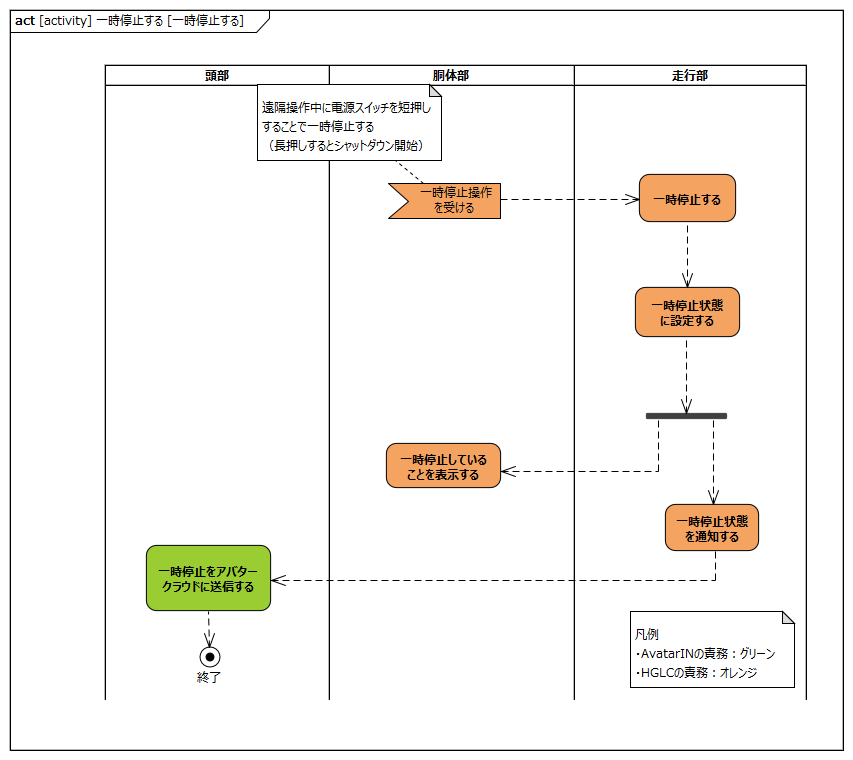 act [activity] 一時停止する [一時停止する]
頭部
胴体部
走行部
遠隔操作中に電源スイッチを短押し
することで一時停止する
（長押しするとシャットダウン開始）
一時停止操作
を受ける
一時停止する
一時停止状態
に設定する
一時停止している
ことを表示する
一時停止状態
を通知する
一時停止をアバター
クラウドに送信する
終了
凡例
・AvatarINの責務：グリーン
・HGLCの責務：オレンジ